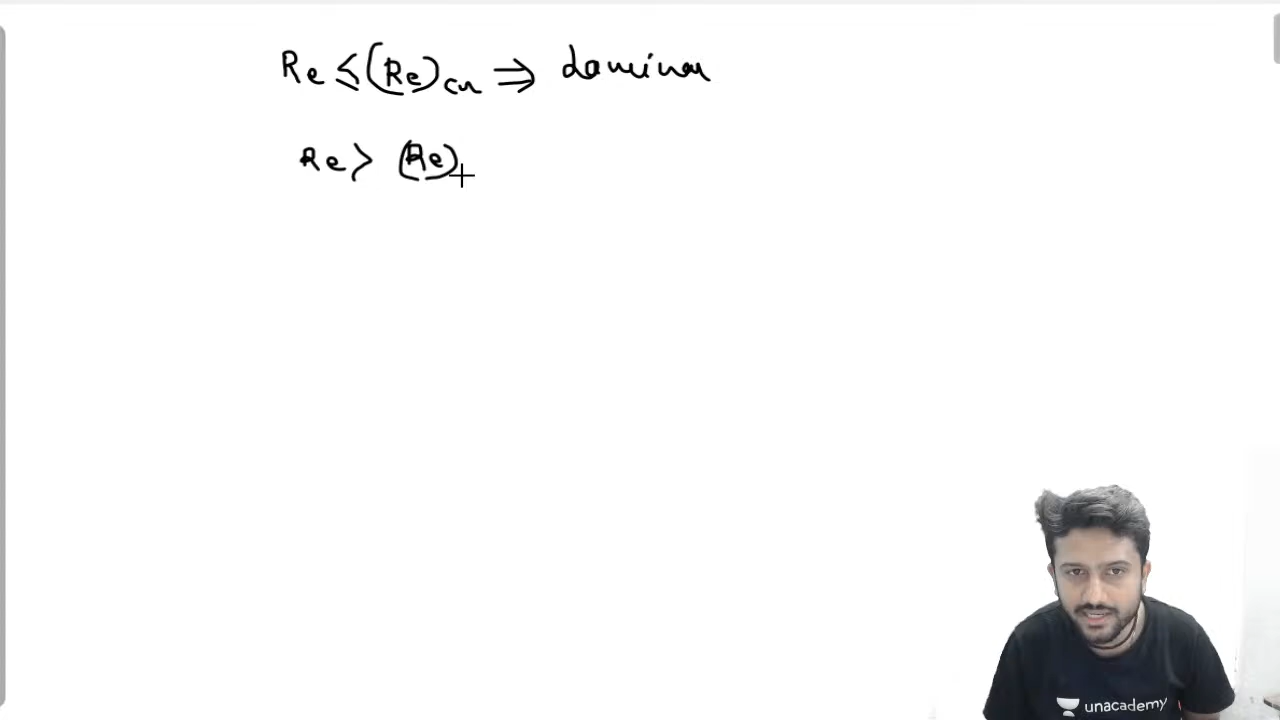 Re ≤ (Re)cr ⇒ Laminar
Re > (Re)
unacademy